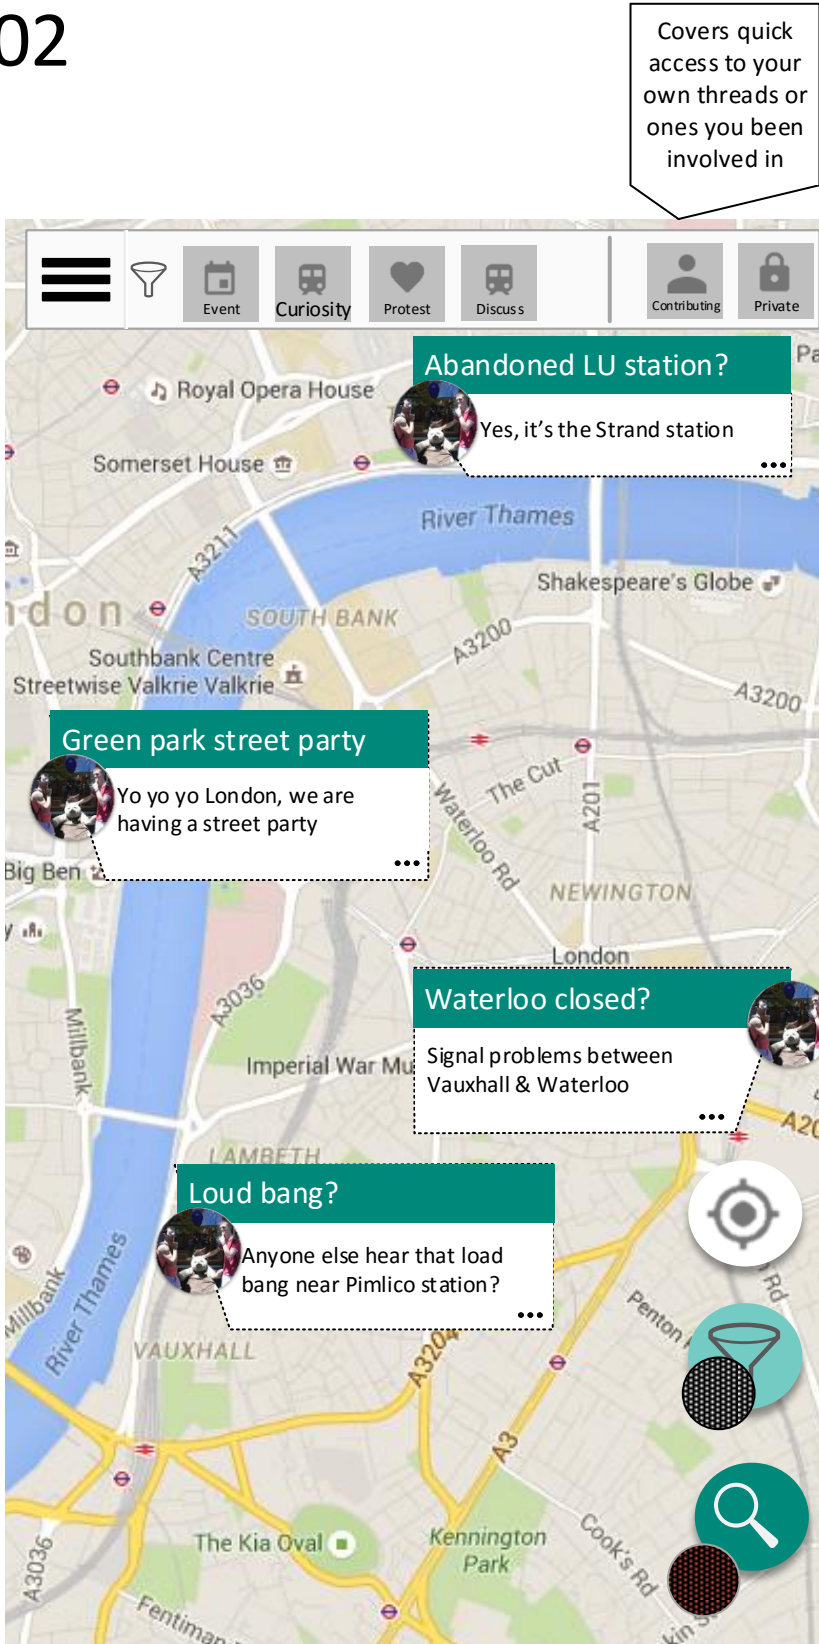 02
Covers quick
access to your
own threads or
ones you been
involved in
Event
Curiosity
Protest
Discuss
Contributing
Private
Abandoned LU station?
Yes, it's the Strand station
Royal Opera House
Somerset House
River Thames
A3211
Shakespeare's Globe
SOUTH BANK
A3200
Southbank Centre
Streetwise Valkrie Valkrie
A3200
Green park street party
Yo yo yo London, we are
having a street party
The Cut
A201
Waterloo Rd
Big Ben
NEWINGTON
London
A3036
Waterloo closed?
Signal problems between
Vauxhall & Waterloo
Millbank
Imperial War Mu
LAMBETH
Loud bang?
Anyone else hear that load
bang near Pimlico station?
Millbank
River Thames
Penton
Rd
VAUXHALL
A3204
A3
The Kia Oval
Kennington
Park
Cook's Rd
A3036
Fentiman